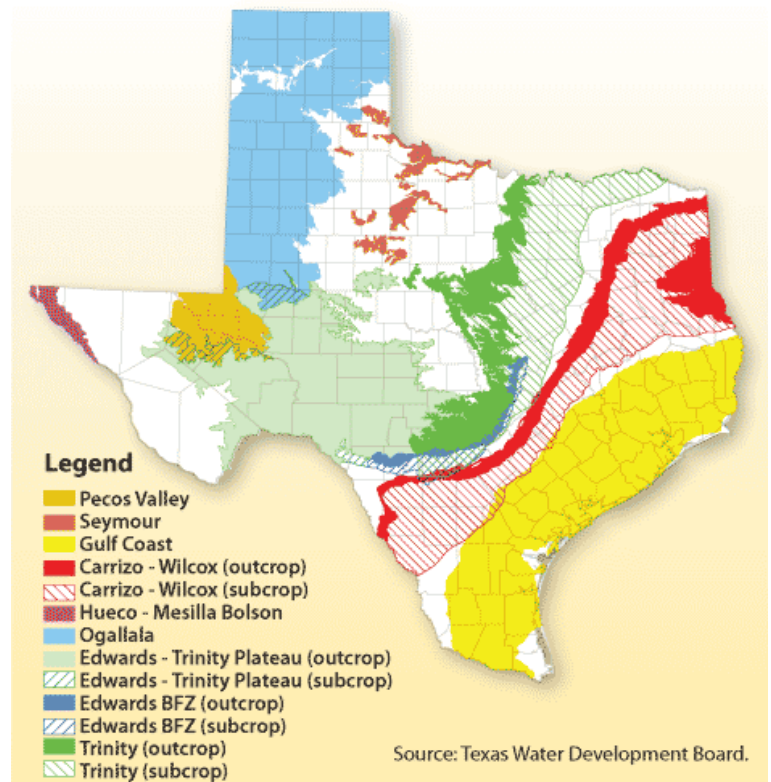 Legend
Pecos Valley
Seymour
Gulf Coast
Carrizo - Wilcox (outcrop)
Carrizo - Wilcox (subcrop)
Hueco - Mesilla Bolson
Ogallala
Edwards - Trinity Plateau (outcrop)
Edwards - Trinity Plateau (subcrop)
Edwards BFZ (outcrop)
Edwards BFZ (subcrop)
Trinity (outcrop)
Trinity (subcrop)
Source: Texas Water Development Board.